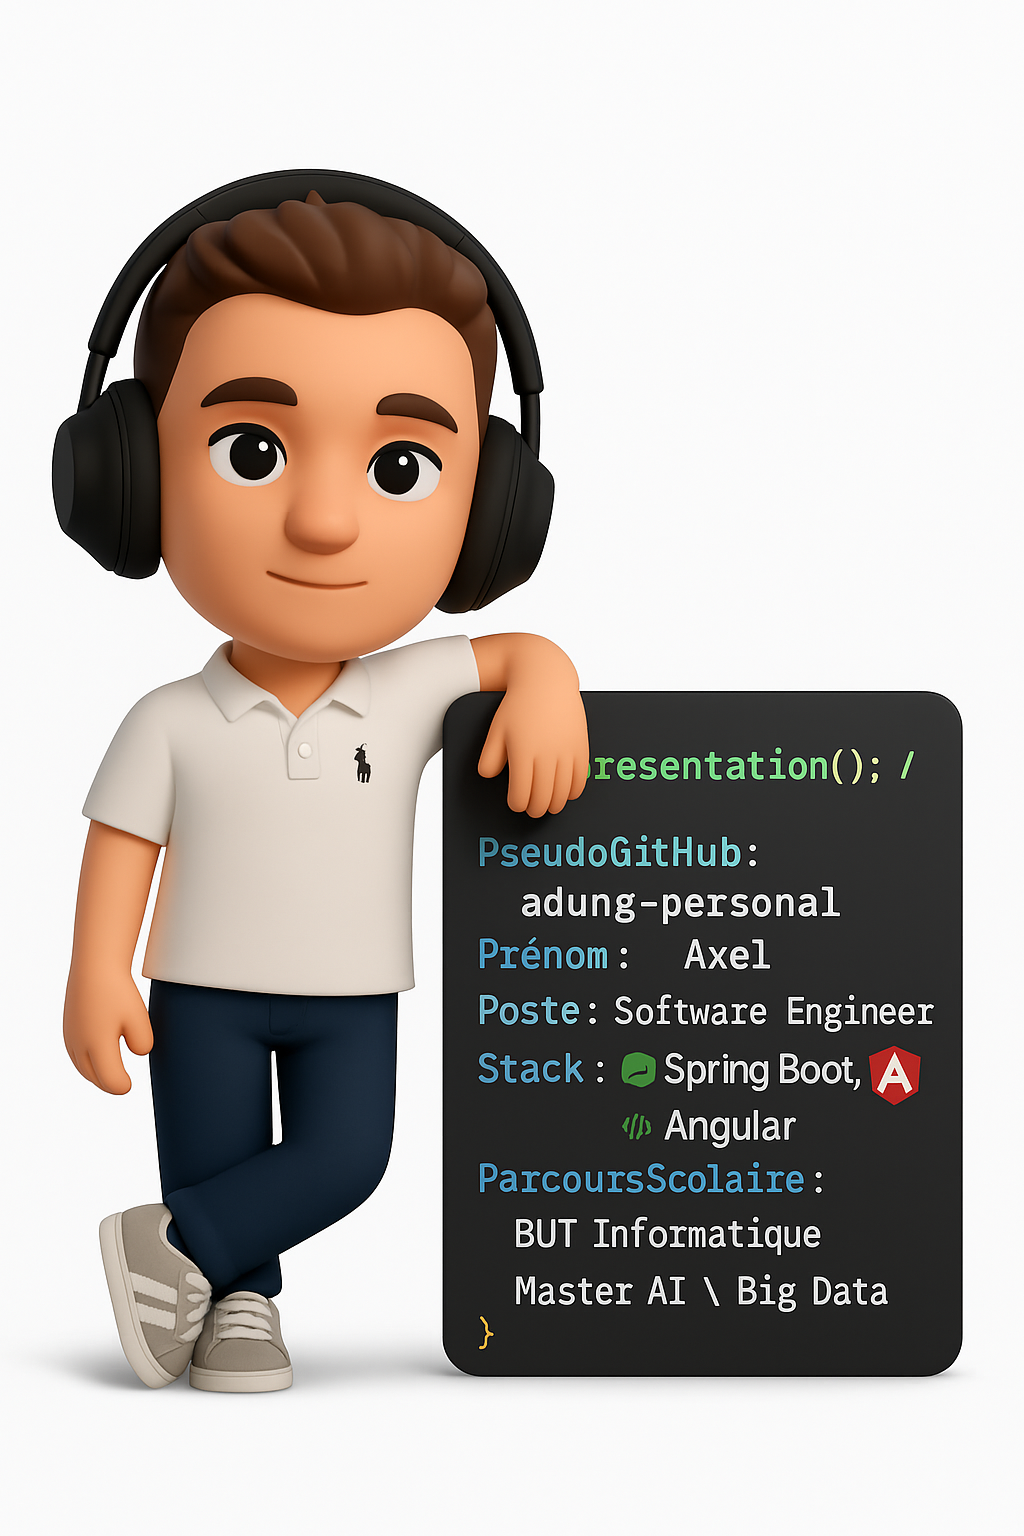 presentation(); /
PseudoGitHub:
adung-personal
Prénom: Axel
Poste: Software Engineer
Stack: Spring Boot,
Angular
ParcoursScolaire:
BUT Informatique
Master AI \ Big Data
}